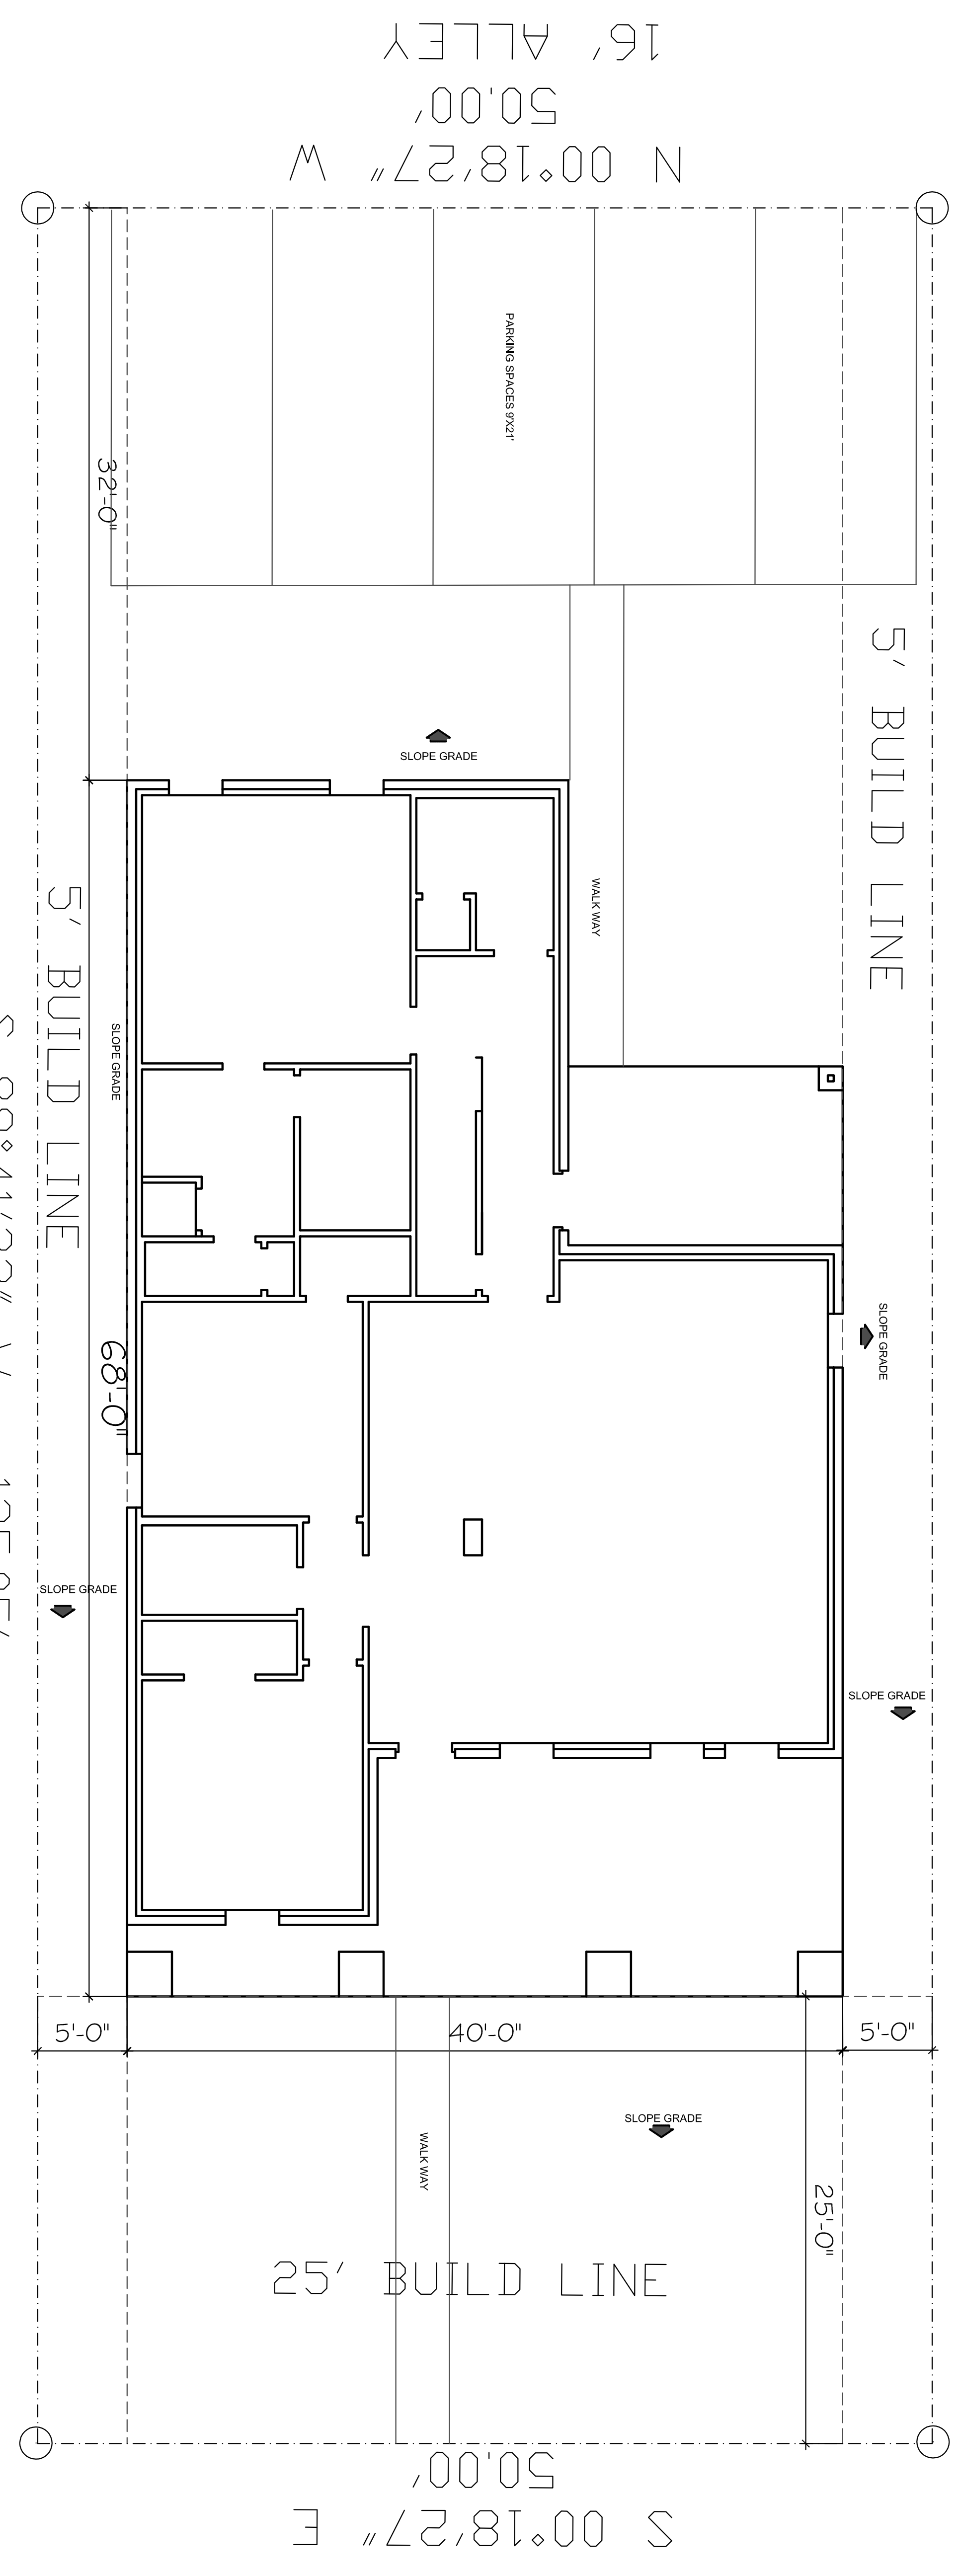 16' ALLEY
50.00'
N 00°18'27" W
PARKING SPACES 9'X21'
32'-0"
5' BUILD LINE
SLOPE GRADE
WALK WAY
5' BUILD LINE
SLOPE GRADE
SLOPE GRADE
68'-0"
SLOPE GRADE
SLOPE GRADE
5'-0"
40'-0"
5'-0"
SLOPE GRADE
WALK WAY
25'-0"
25' BUILD LINE
50.00'
S 00°18'27" E